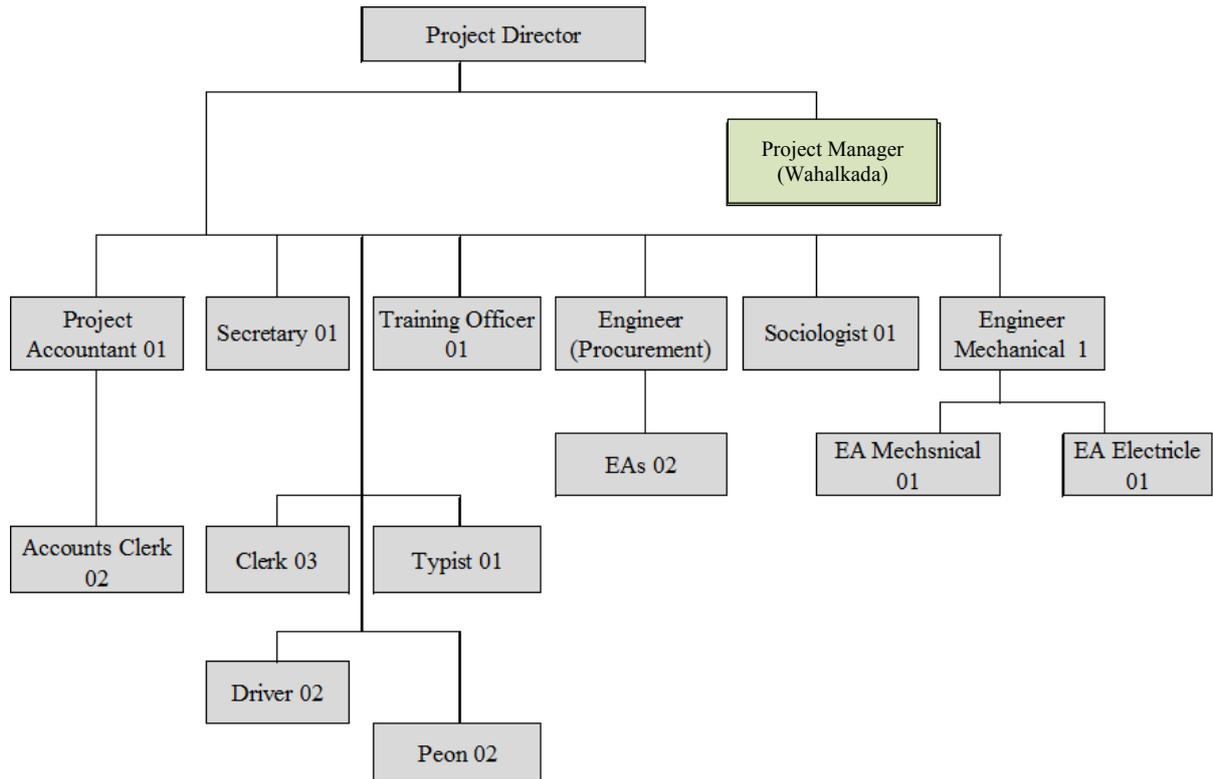 Project Director
Project Manager
(Wahalkada)
Project
Accountant 01
Secretary 01
Training Officer
01
Engineer
(Procurement)
Sociologist 01
Engineer
Mechanical 1
EAs 02
EA Mechsnical
01
EA Electricle
01
Accounts Clerk
02
Clerk 03
Typist 01
Driver 02
Peon 02